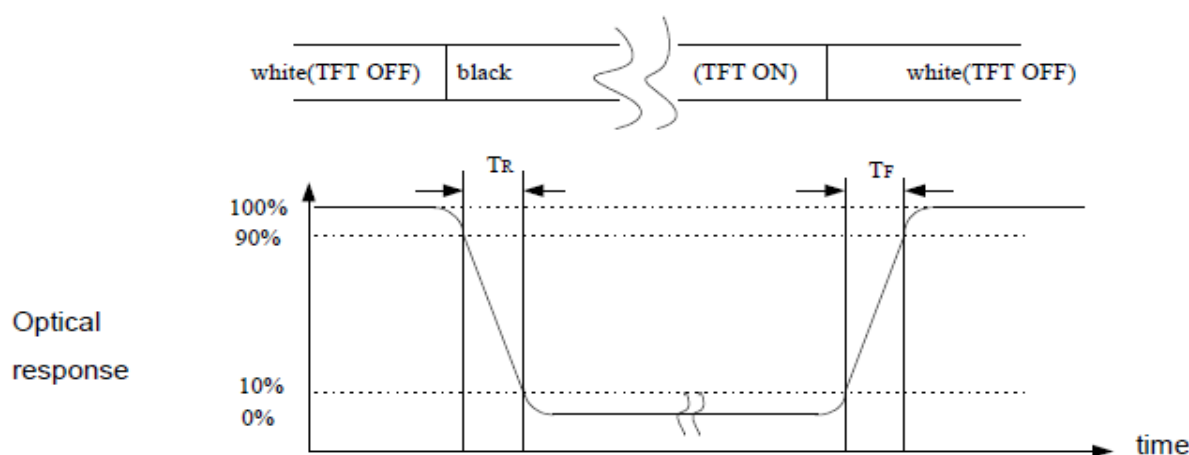 white(TFT OFF) black (TFT ON) white(TFT OFF)
TR TF
100%
90%
Optical
response
10%
0%
time